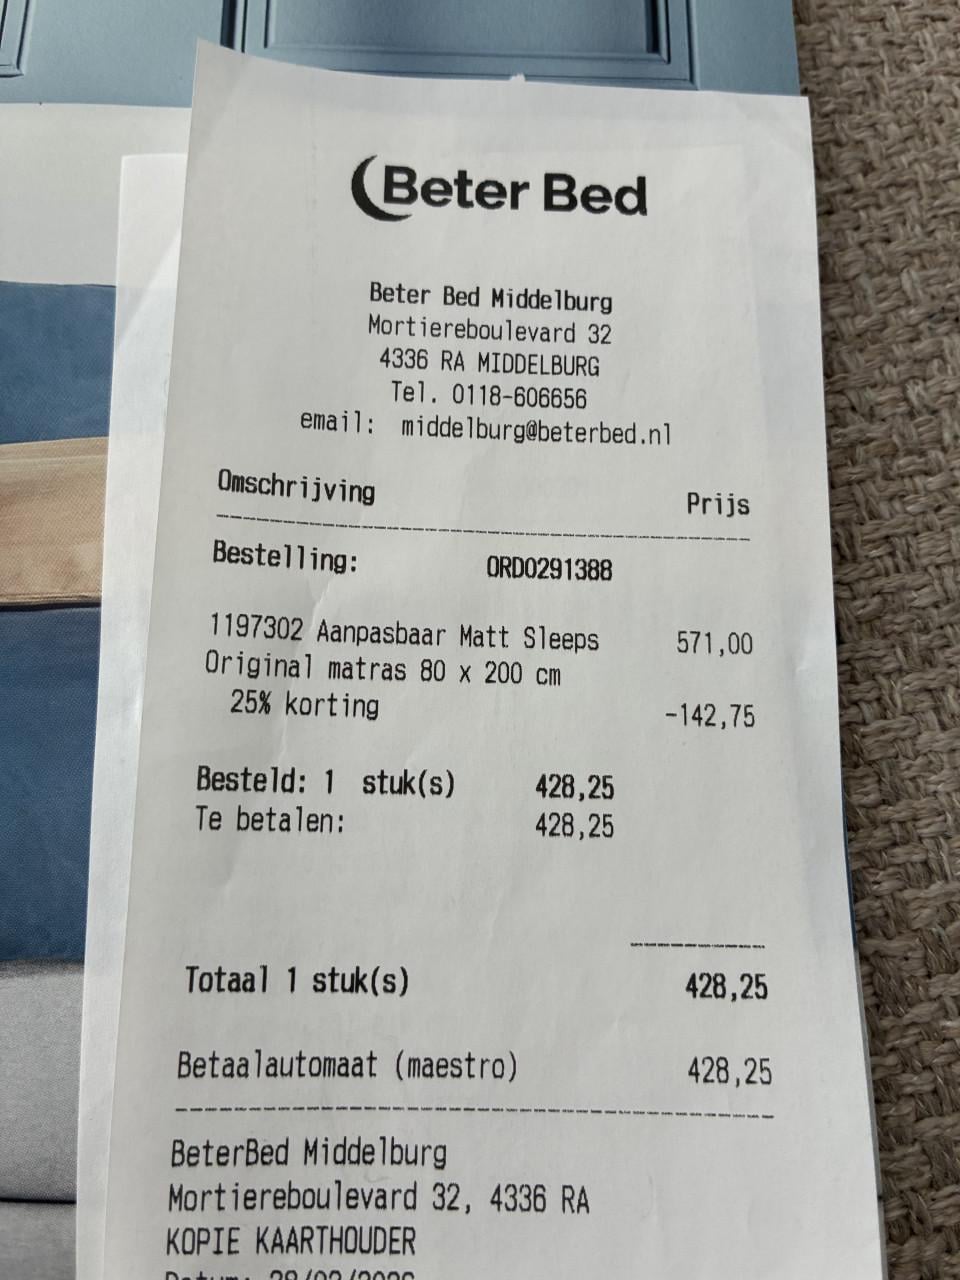 Beter Bed
Beter Bed Middelburg
Mortiereboulevard 32
4336 RA MIDDELBURG
Tel. 0118-606656
email: middelburg@beterbed.nl
Omschrijving Prijs
Bestelling: ORD0291388
1197302 Aanpasbaar Matt Sleeps 571,00
Original matras 80 x 200 cm
25% korting -142,75
Besteld: 1 stuk(s) 428,25
Te betalen: 428,25
Totaal 1 stuk(s) 428,25
Betaalautomaat (maestro) 428,25
BeterBed Middelburg
Mortiereboulevard 32, 4336 RA
KOPIE KAARTHOUDER
Datum: